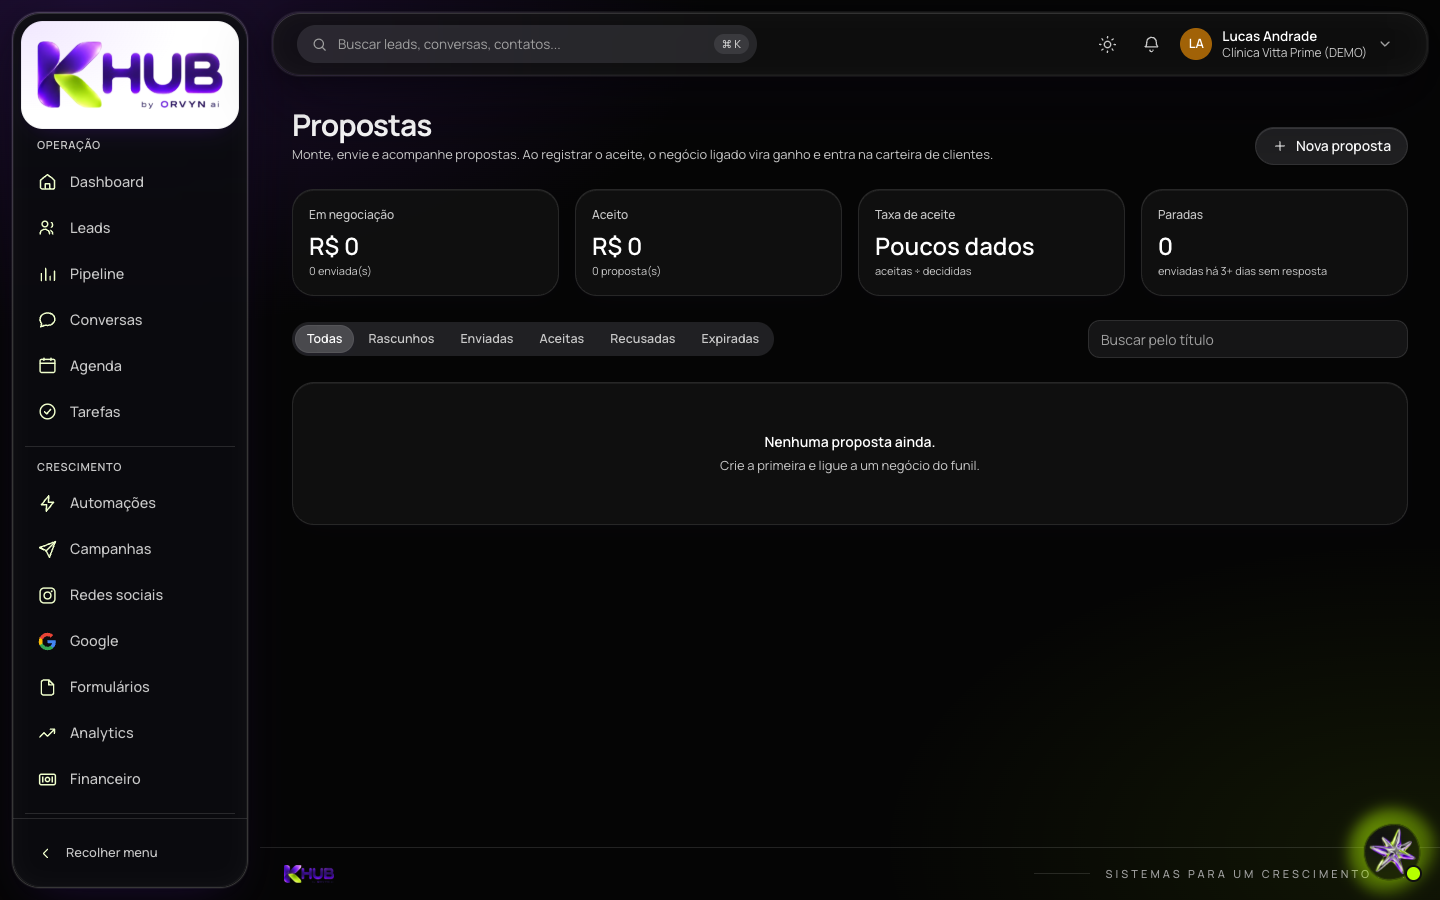 KHUB
by ORVYN ai
OPERAÇÃO
Dashboard
Leads
Pipeline
Conversas
Agenda
Tarefas
CRESCIMENTO
Automações
Campanhas
Redes sociais
Google
Formulários
Analytics
Financeiro
Recolher menu
Buscar leads, conversas, contatos...
⌘ K
LA
Lucas Andrade
Clínica Vitta Prime (DEMO)
Propostas
Monte, envie e acompanhe propostas. Ao registrar o aceite, o negócio ligado vira ganho e entra na carteira de clientes.
Nova proposta
Em negociação
R$ 0
0 enviada(s)
Aceito
R$ 0
0 proposta(s)
Taxa de aceite
Poucos dados
aceitas ÷ decididas
Paradas
0
enviadas há 3+ dias sem resposta
Todas Rascunhos Enviadas Aceitas Recusadas Expiradas
Buscar pelo título
Nenhuma proposta ainda.
Crie a primeira e ligue a um negócio do funil.
KHUB
SISTEMAS PARA UM CRESCIMENTO